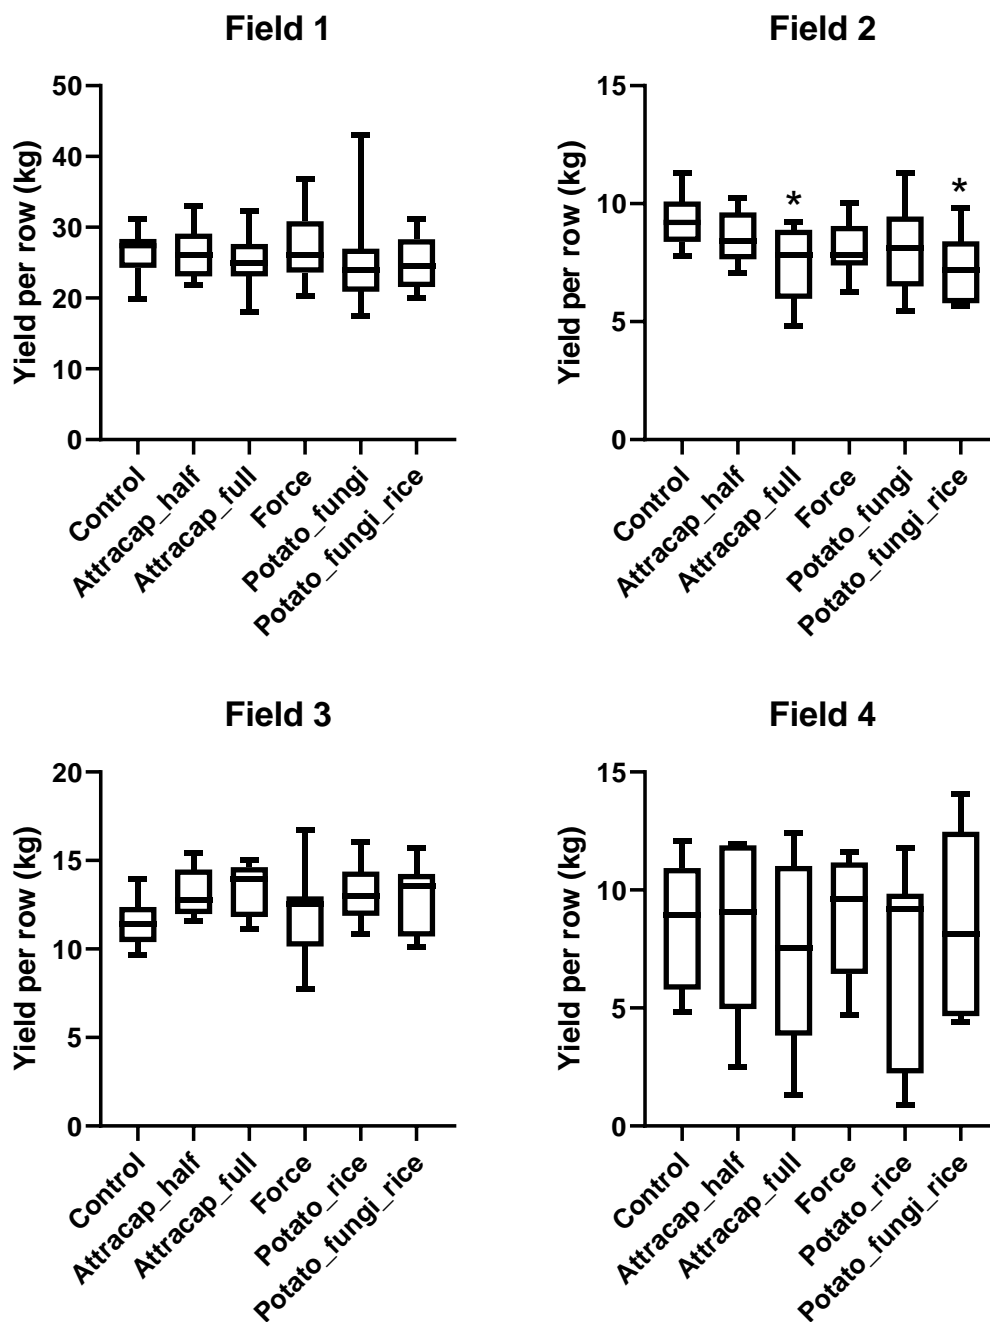 Field 1
Yield per row (kg)
50
40
30
20
10
0
Control
Attracap_half
Attracap_full
Force
Potato_fungi
Potato_fungi_rice
Field 2
Yield per row (kg)
15
10
5
0
*
*
Control
Attracap_half
Attracap_full
Force
Potato_fungi
Potato_fungi_rice
Field 3
Yield per row (kg)
20
15
10
5
0
Control
Attracap_half
Attracap_full
Force
Potato_rice
Potato_fungi_rice
Field 4
Yield per row (kg)
15
10
5
0
Control
Attracap_half
Attracap_full
Force
Potato_rice
Potato_fungi_rice